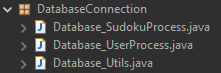 DatabaseConnection
Database_SudokuProcess.java
Database_UserProcess.java
Database_Utils.java